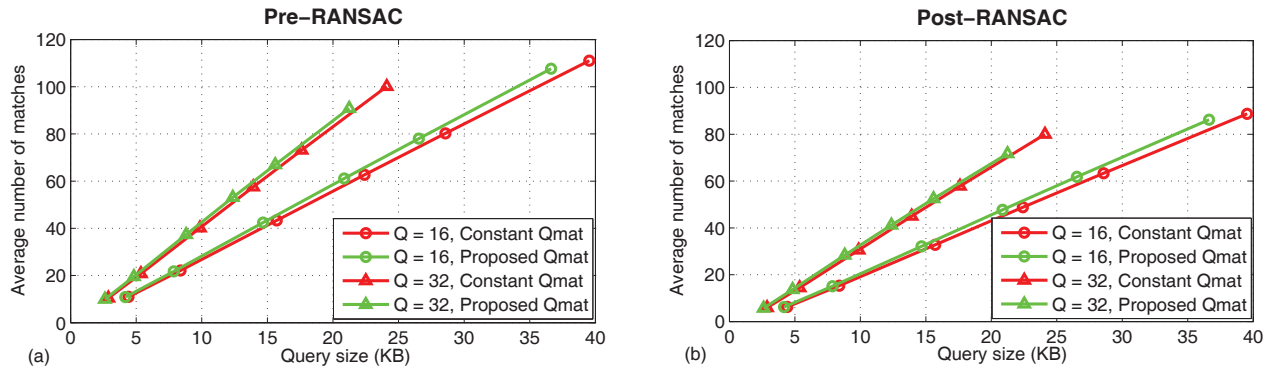 Pre−RANSAC
120
100
80
60
40
20
0
Average number of matches
0 5 10 15 20 25 30 35 40
Query size (KB)
Q = 16, Constant Qmat
Q = 16, Proposed Qmat
Q = 32, Constant Qmat
Q = 32, Proposed Qmat
(a)
Post−RANSAC
120
100
80
60
40
20
0
Average number of matches
0 5 10 15 20 25 30 35 40
Query size (KB)
Q = 16, Constant Qmat
Q = 16, Proposed Qmat
Q = 32, Constant Qmat
Q = 32, Proposed Qmat
(b)